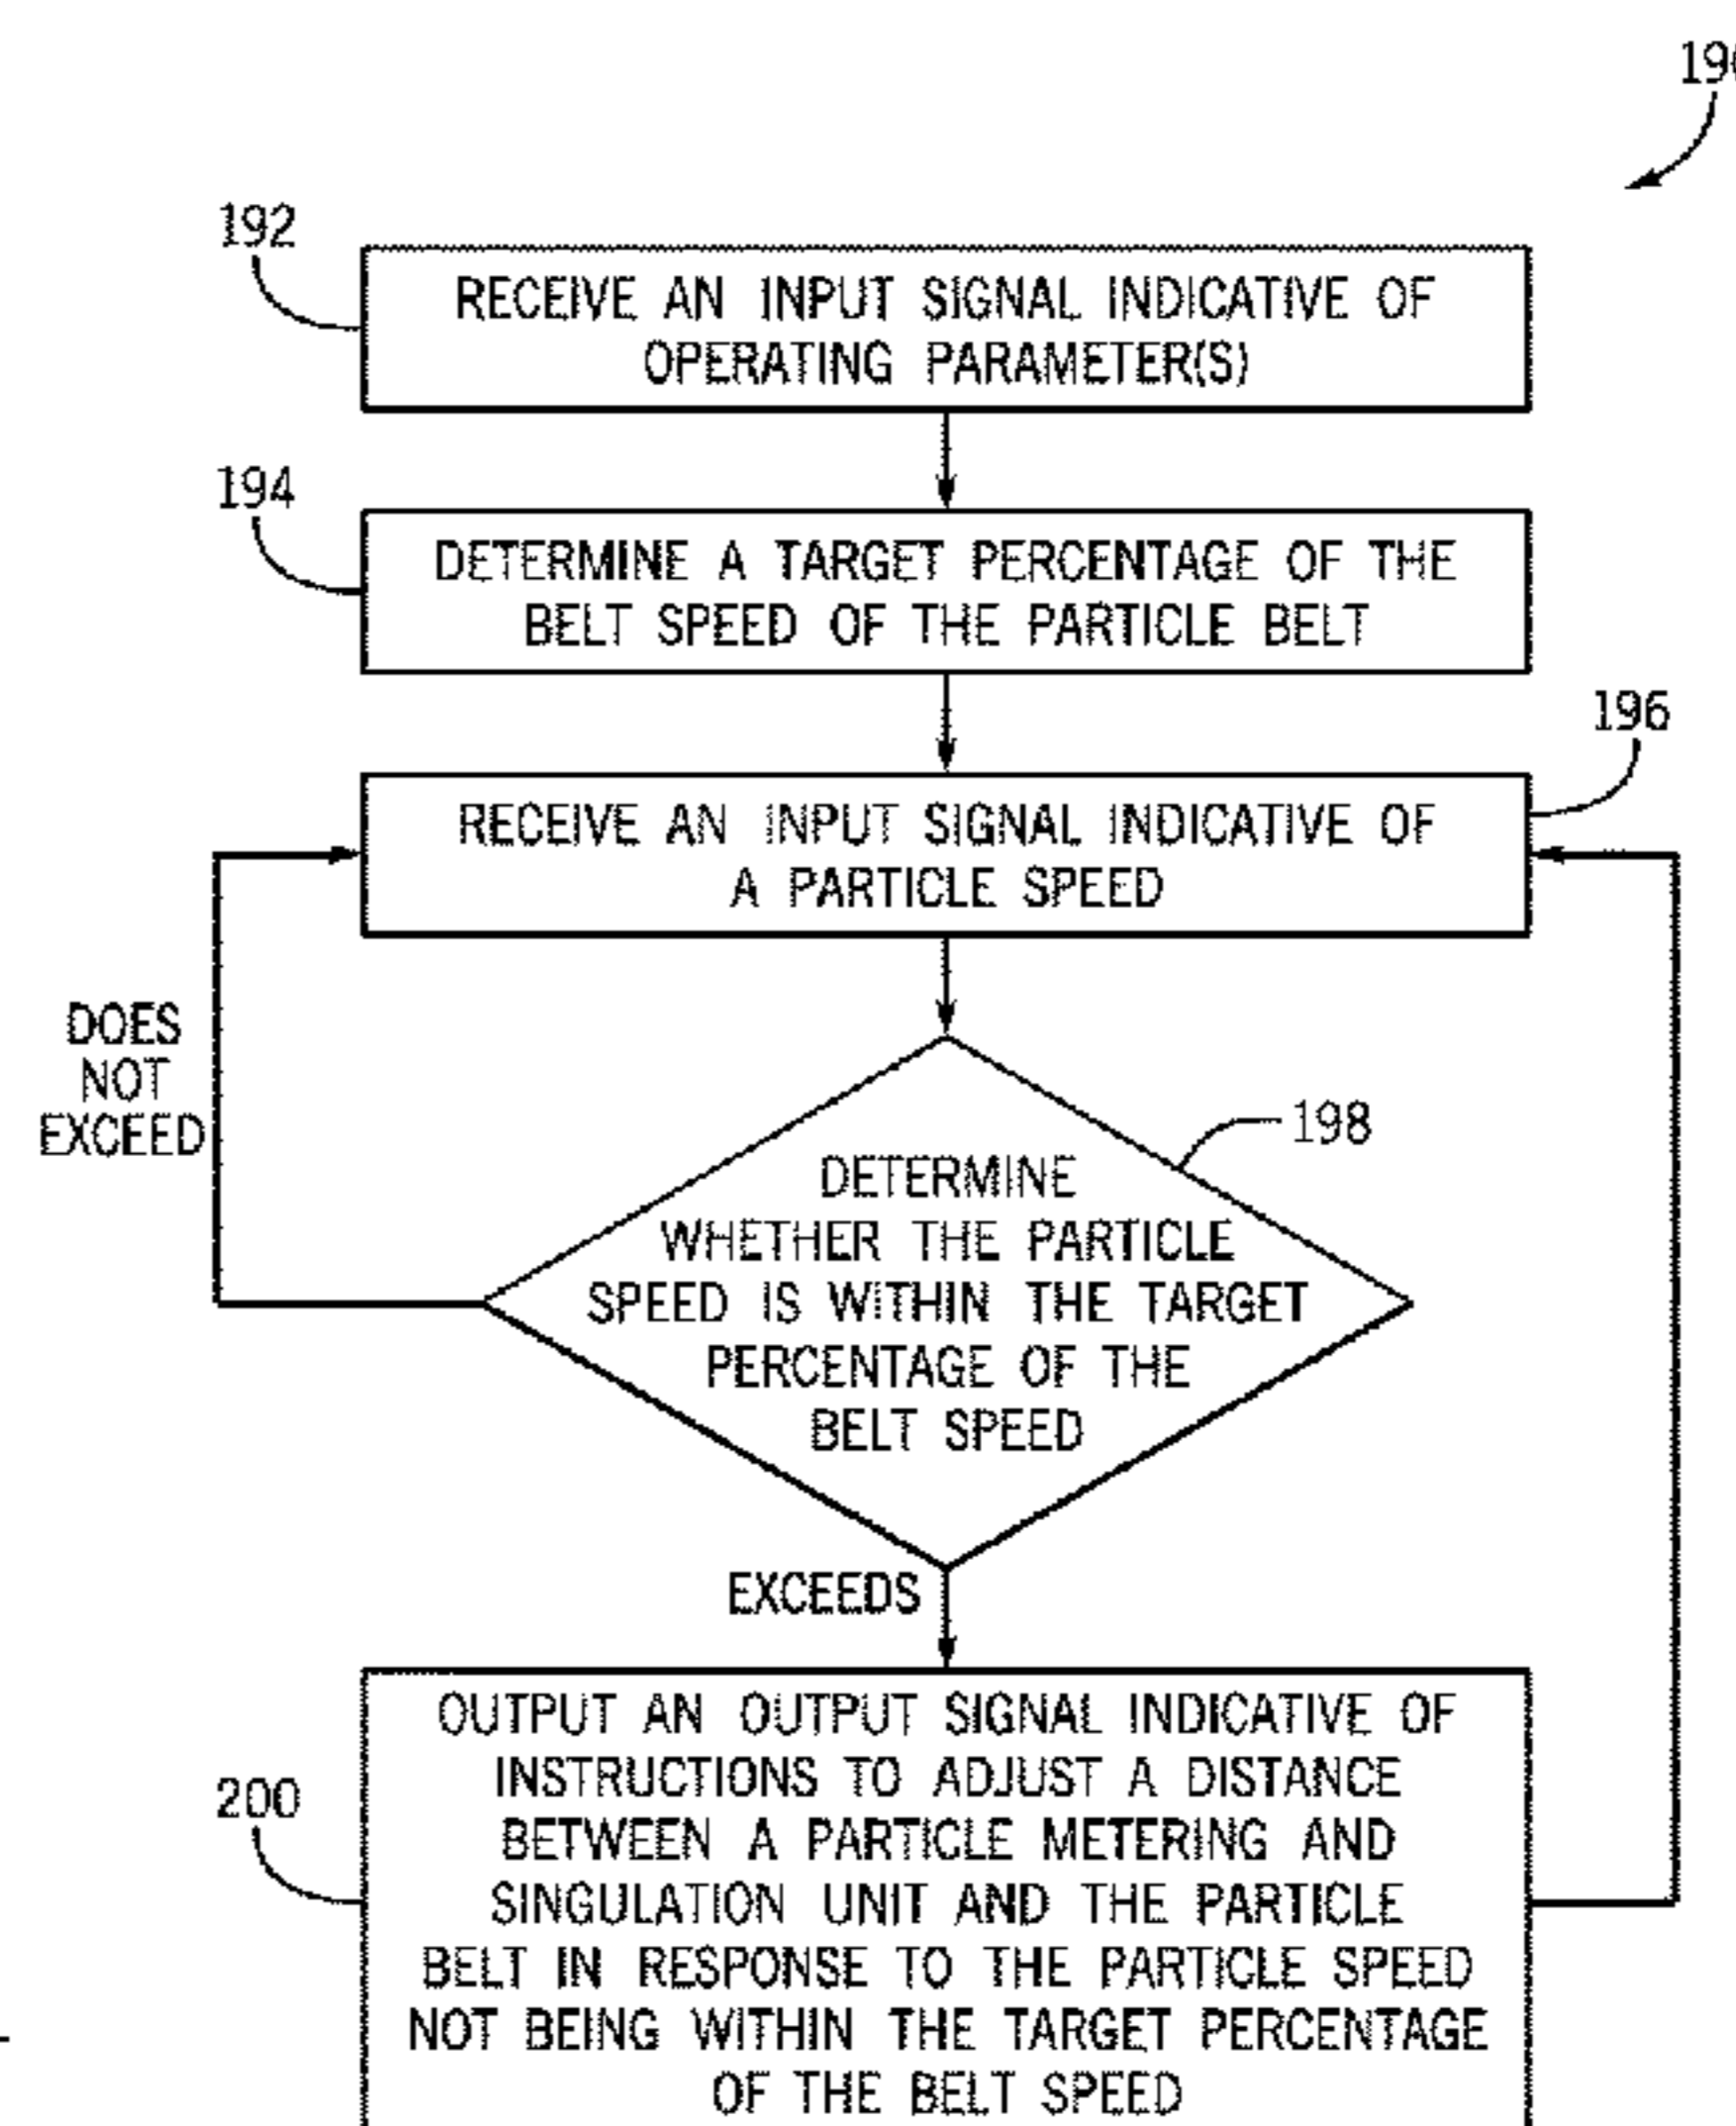 192
RECEIVE AN INPUT SIGNAL INDICATIVE OF
OPERATING PARAMETER(S)
194
DETERMINE A TARGET PERCENTAGE OF THE
BELT SPEED OF THE PARTICLE BELT
196
RECEIVE AN INPUT SIGNAL INDICATIVE OF
A PARTICLE SPEED
DOES
NOT
EXCEED
198
DETERMINE
WHETHER THE PARTICLE
SPEED IS WITHIN THE TARGET
PERCENTAGE OF THE
BELT SPEED
EXCEEDS
200
OUTPUT AN OUTPUT SIGNAL INDICATIVE OF
INSTRUCTIONS TO ADJUST A DISTANCE
BETWEEN A PARTICLE METERING AND
SINGULATION UNIT AND THE PARTICLE
BELT IN RESPONSE TO THE PARTICLE SPEED
NOT BEING WITHIN THE TARGET PERCENTAGE
OF THE BELT SPEED